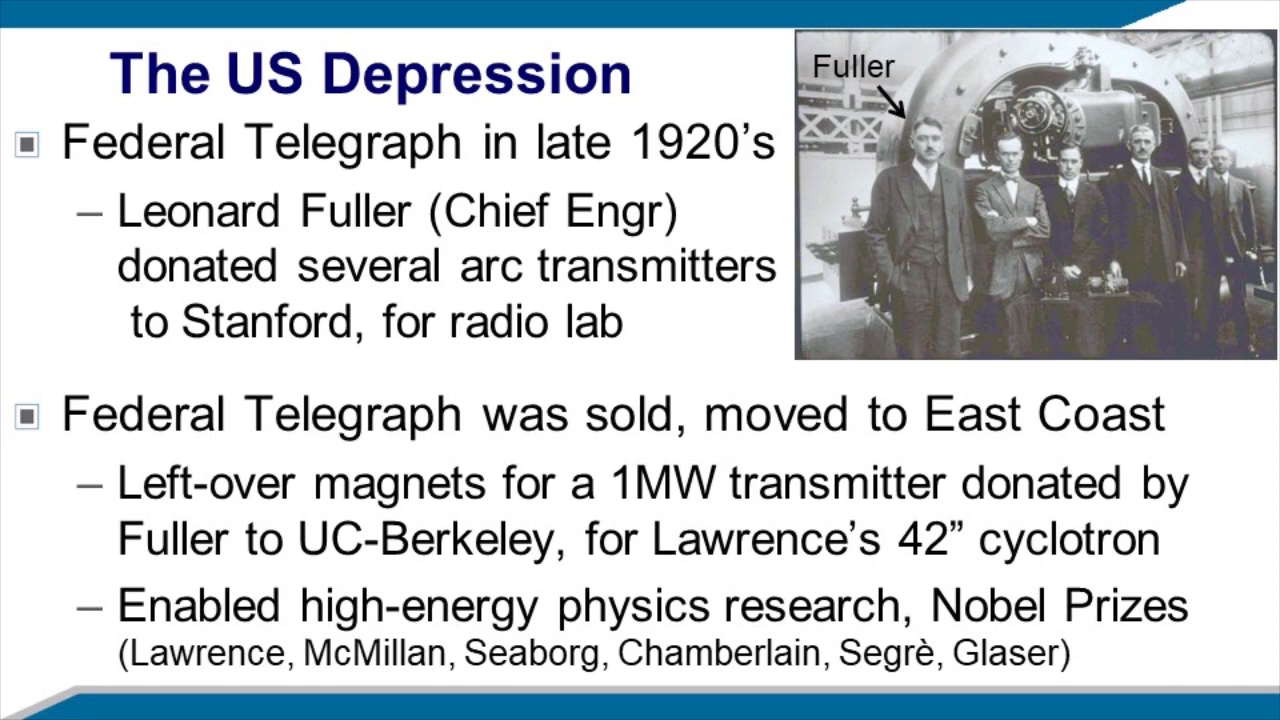 The US Depression
Fuller
Federal Telegraph in late 1920’s
– Leonard Fuller (Chief Engr)
donated several arc transmitters
to Stanford, for radio lab
Federal Telegraph was sold, moved to East Coast
– Left-over magnets for a 1MW transmitter donated by
Fuller to UC-Berkeley, for Lawrence’s 42” cyclotron
– Enabled high-energy physics research, Nobel Prizes
(Lawrence, McMillan, Seaborg, Chamberlain, Segrè, Glaser)